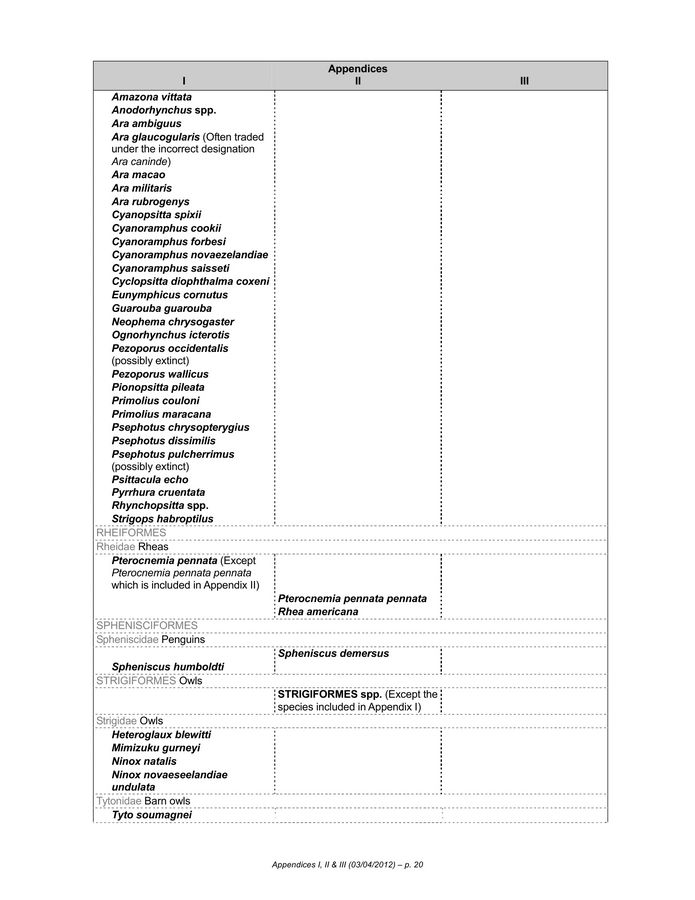 Appendices
I II III
Amazona vittata
Anodorhynchus spp.
Ara ambiguus
Ara glaucogularis (Often traded
under the incorrect designation
Ara caninde)
Ara macao
Ara militaris
Ara rubrogenys
Cyanopsitta spixii
Cyanoramphus cookii
Cyanoramphus forbesi
Cyanoramphus novaezelandiae
Cyanoramphus saisseti
Cyclopsitta diophthalma coxeni
Eunymphicus cornutus
Guarouba guarouba
Neophema chrysogaster
Ognorhynchus icterotis
Pezoporus occidentalis
(possibly extinct)
Pezoporus wallicus
Pionopsitta pileata
Primolius couloni
Primolius maracana
Psephotus chrysopterygius
Psephotus dissimilis
Psephotus pulcherrimus
(possibly extinct)
Psittacula echo
Pyrrhura cruentata
Rhynchopsitta spp.
Strigops habroptilus
RHEIFORMES
Rheidae Rheas
Pterocnemia pennata (Except
Pterocnemia pennata pennata
which is included in Appendix II)
Pterocnemia pennata pennata
Rhea americana
SPHENISCIFORMES
Spheniscidae Penguins
Spheniscus demersus
Spheniscus humboldti
STRIGIFORMES Owls
STRIGIFORMES spp. (Except the
species included in Appendix I)
Strigidae Owls
Heteroglaux blewitti
Mimizuku gurneyi
Ninox natalis
Ninox novaeseelandiae
undulata
Tytonidae Barn owls
Tyto soumagnei
Appendices I, II & III (03/04/2012) – p. 20